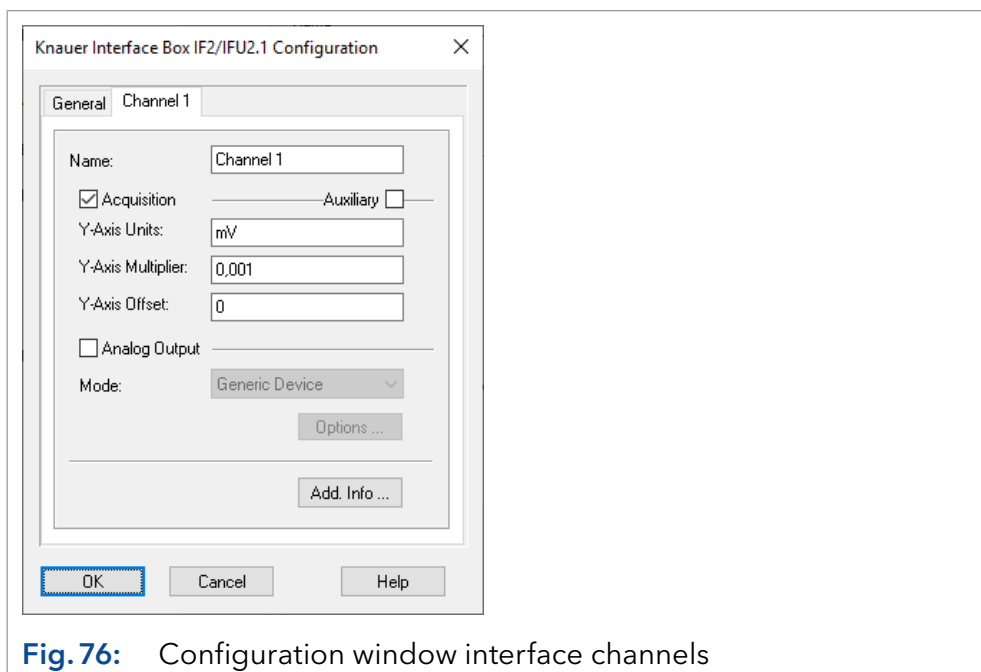 Knauer Interface Box IF2/IFU2.1 Configuration
General Channel 1
Name: Channel 1
Acquisition Auxiliary
Y-Axis Units: mV
Y-Axis Multiplier: 0,001
Y-Axis Offset: 0
Analog Output
Mode: Generic Device
Options ...
Add. Info ...
OK Cancel Help
Fig. 76: Configuration window interface channels